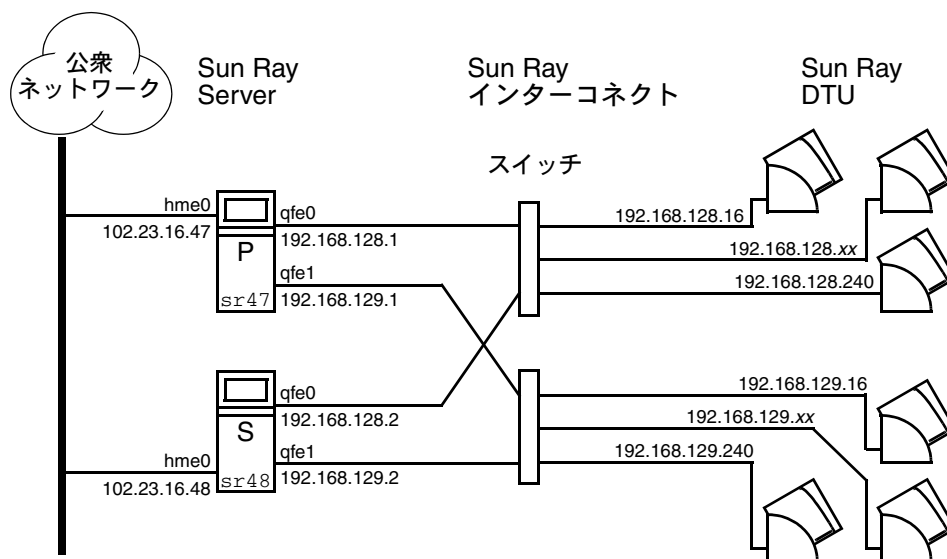 公衆
ネットワーク
Sun Ray
Server
Sun Ray
インターコネクト
Sun Ray
DTU
スイッチ
hme0
102.23.16.47
P
sr47
qfe0
192.168.128.1
qfe1
192.168.129.1
192.168.128.16
192.168.128.xx
192.168.128.240
hme0
102.23.16.48
S
sr48
qfe0
192.168.128.2
qfe1
192.168.129.2
192.168.129.16
192.168.129.xx
192.168.129.240